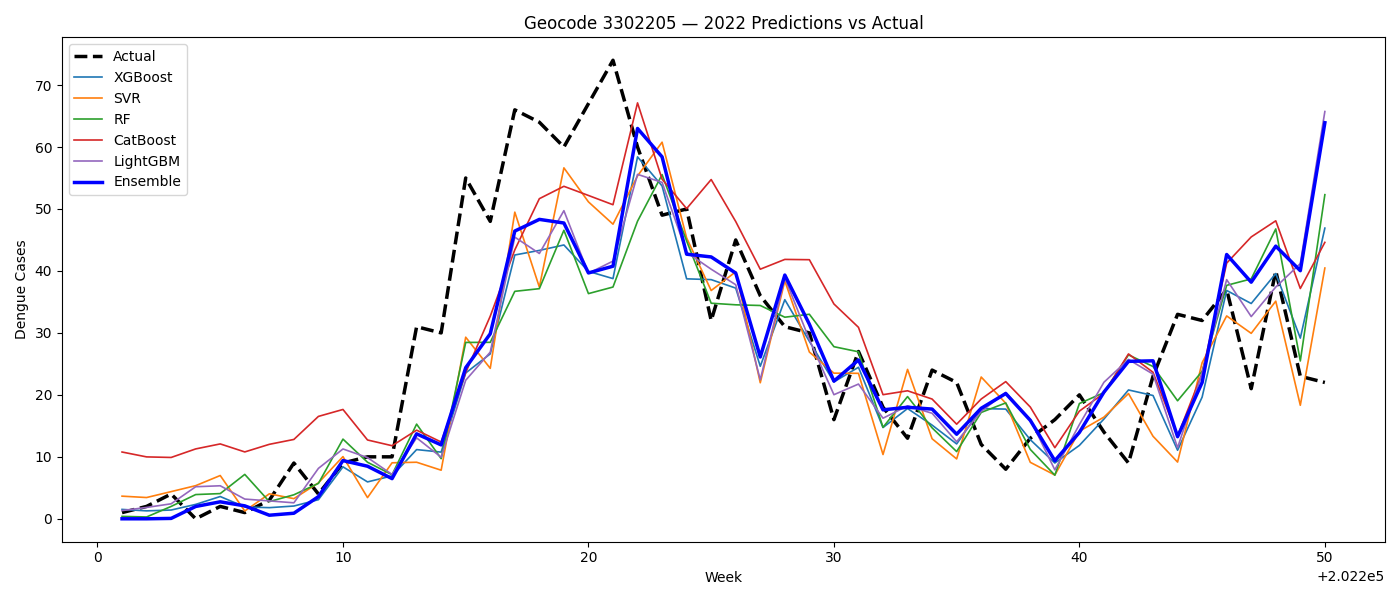 Geocode 3302205 — 2022 Predictions vs Actual
Actual
XGBoost
SVR
RF
CatBoost
LightGBM
Ensemble
Dengue Cases
70
60
50
40
30
20
10
0
0 10 20 30 40 50
+2.022e5
Week